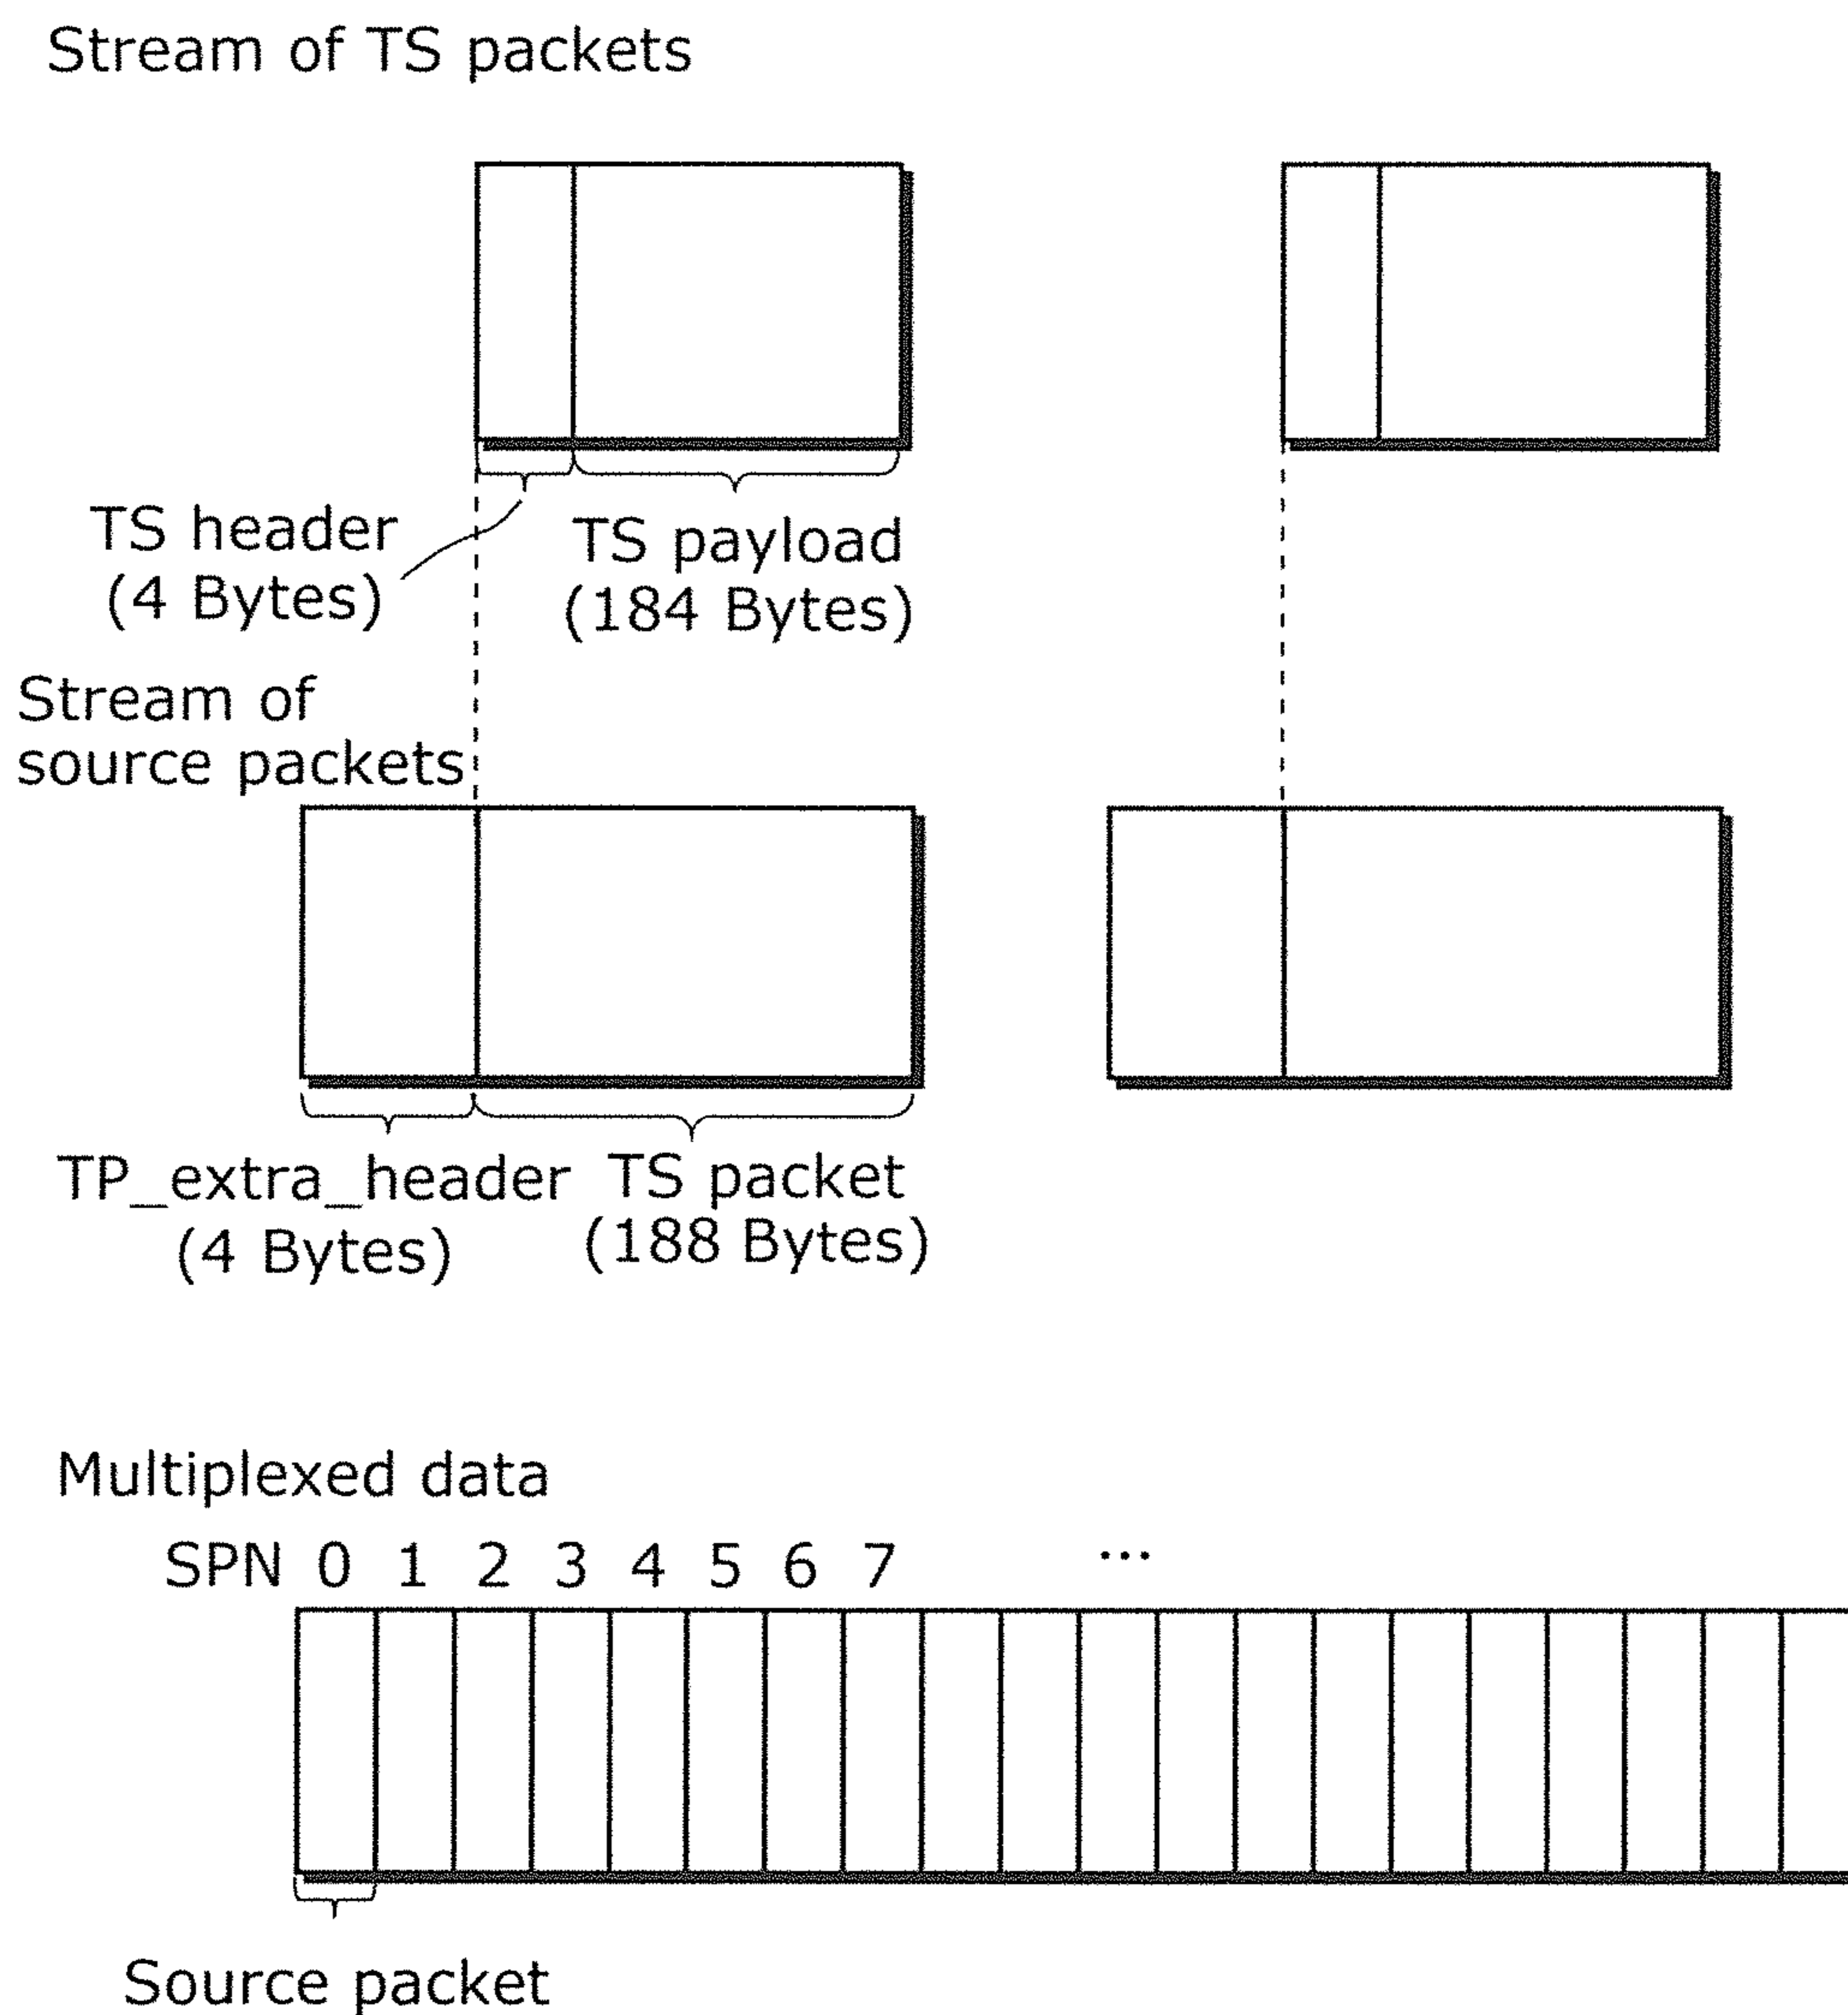 Stream of TS packets
TS header
(4 Bytes)
TS payload
(184 Bytes)
Stream of
source packets
TP_extra_header
(4 Bytes)
TS packet
(188 Bytes)
Multiplexed data
SPN 0 1 2 3 4 5 6 7 ...
Source packet